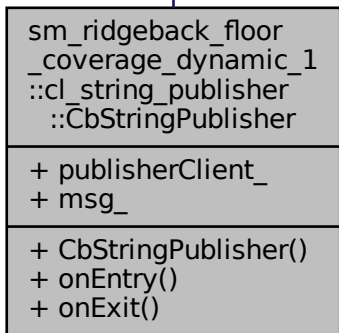 sm_ridgeback_floor
_coverage_dynamic_1
::cl_string_publisher
::CbStringPublisher
+ publisherClient_
+ msg_
+ CbStringPublisher()
+ onEntry()
+ onExit()